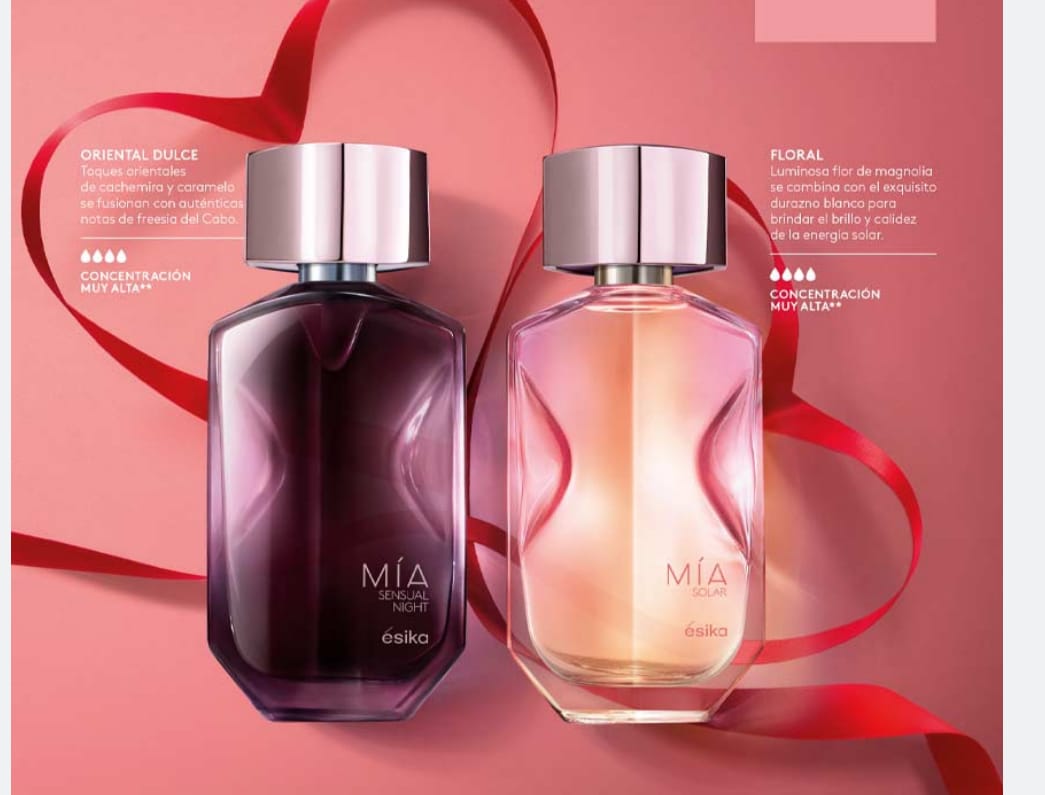 ORIENTAL DULCE
Toques orientales
de cachemira y caramelo
se fusionan con auténticas
notas de freesia del Cabo.
CONCENTRACIÓN
MUY ALTA**
FLORAL
Luminosa flor de magnolia
se combina con el exquisito
durazno blanco para
brindar el brillo y calidez
de la energía solar.
CONCENTRACIÓN
MUY ALTA**
MÍA
SENSUAL
NIGHT
ésika
MÍA
SOLAR
ésika